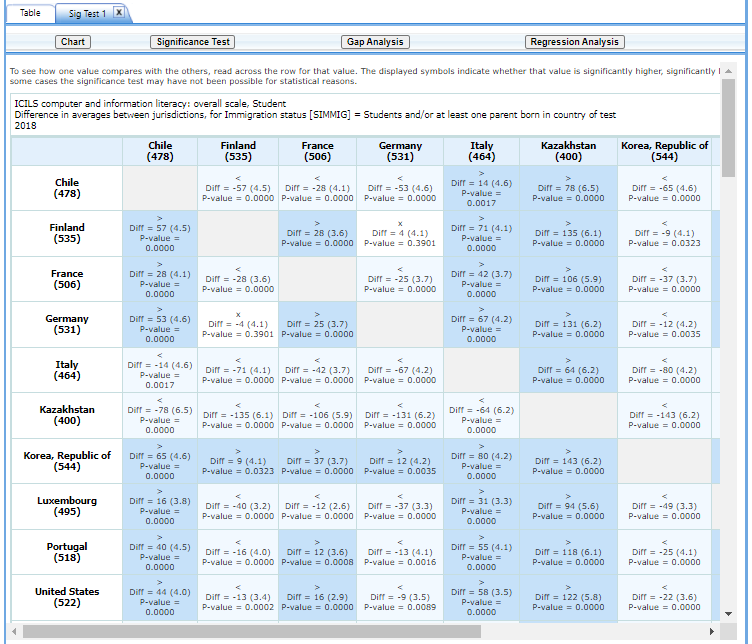 Table
Sig Test 1 X
Chart Significance Test Gap Analysis Regression Analysis
To see how one value compares with the others, read across the row for that value. The displayed symbols indicate whether that value is significantly higher, significantly
some cases the significance test may have not been possible for statistical reasons.
ICILS computer and information literacy: overall scale, Student
Difference in averages between jurisdictions, for Immigration status [SIMMIG] = Students and/or at least one parent born in country of test
2018
Chile Finland France Germany Italy Kazakhstan Korea, Republic of
(478) (535) (506) (531) (464) (400) (544)
Chile
(478)
< Diff = -57 (4.5) P-value = 0.0000
< Diff = -28 (4.1) P-value = 0.0000
< Diff = -53 (4.6) P-value = 0.0000
> Diff = 14 (4.6) P-value = 0.0017
> Diff = 78 (6.5) P-value = 0.0000
< Diff = -65 (4.6) P-value = 0.0000
Finland
(535)
> Diff = 57 (4.5) P-value = 0.0000
> Diff = 28 (3.6) P-value = 0.0000
x Diff = 4 (4.1) P-value = 0.3901
> Diff = 71 (4.1) P-value = 0.0000
> Diff = 135 (6.1) P-value = 0.0000
< Diff = -9 (4.1) P-value = 0.0323
France
(506)
> Diff = 28 (4.1) P-value = 0.0000
< Diff = -28 (3.6) P-value = 0.0000
< Diff = -25 (3.7) P-value = 0.0000
> Diff = 42 (3.7) P-value = 0.0000
> Diff = 106 (5.9) P-value = 0.0000
< Diff = -37 (3.7) P-value = 0.0000
Germany
(531)
> Diff = 53 (4.6) P-value = 0.0000
x Diff = -4 (4.1) P-value = 0.3901
> Diff = 25 (3.7) P-value = 0.0000
> Diff = 67 (4.2) P-value = 0.0000
> Diff = 131 (6.2) P-value = 0.0000
< Diff = -12 (4.2) P-value = 0.0035
Italy
(464)
< Diff = -14 (4.6) P-value = 0.0017
< Diff = -71 (4.1) P-value = 0.0000
< Diff = -42 (3.7) P-value = 0.0000
< Diff = -67 (4.2) P-value = 0.0000
> Diff = 64 (6.2) P-value = 0.0000
< Diff = -80 (4.2) P-value = 0.0000
Kazakhstan
(400)
< Diff = -78 (6.5) P-value = 0.0000
< Diff = -135 (6.1) P-value = 0.0000
< Diff = -106 (5.9) P-value = 0.0000
< Diff = -131 (6.2) P-value = 0.0000
< Diff = -64 (6.2) P-value = 0.0000
< Diff = -143 (6.2) P-value = 0.0000
Korea, Republic of
(544)
> Diff = 65 (4.6) P-value = 0.0000
> Diff = 9 (4.1) P-value = 0.0323
> Diff = 37 (3.7) P-value = 0.0000
> Diff = 12 (4.2) P-value = 0.0035
> Diff = 80 (4.2) P-value = 0.0000
> Diff = 143 (6.2) P-value = 0.0000
Luxembourg
(495)
> Diff = 16 (3.8) P-value = 0.0000
< Diff = -40 (3.2) P-value = 0.0000
< Diff = -12 (2.6) P-value = 0.0000
< Diff = -37 (3.3) P-value = 0.0000
> Diff = 31 (3.3) P-value = 0.0000
> Diff = 94 (5.6) P-value = 0.0000
< Diff = -49 (3.3) P-value = 0.0000
Portugal
(518)
> Diff = 40 (4.5) P-value = 0.0000
< Diff = -16 (4.0) P-value = 0.0000
> Diff = 12 (3.6) P-value = 0.0008
< Diff = -13 (4.1) P-value = 0.0016
> Diff = 55 (4.1) P-value = 0.0000
> Diff = 118 (6.1) P-value = 0.0000
< Diff = -25 (4.1) P-value = 0.0000
United States
(522)
> Diff = 44 (4.0) P-value = 0.0000
< Diff = -13 (3.4) P-value = 0.0002
> Diff = 16 (2.9) P-value = 0.0000
< Diff = -9 (3.5) P-value = 0.0089
> Diff = 58 (3.5) P-value = 0.0000
> Diff = 122 (5.8) P-value = 0.0000
< Diff = -22 (3.6) P-value = 0.0000